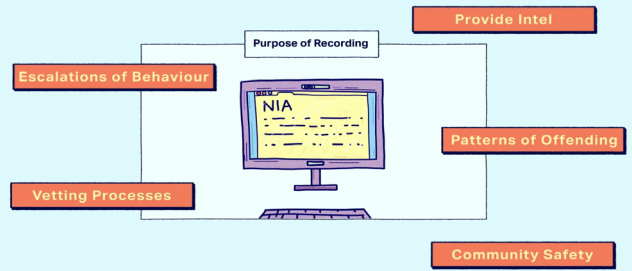 Provide Intel
Purpose of Recording
Escalations of Behaviour
NIA
Patterns of Offending
Vetting Processes
Community Safety